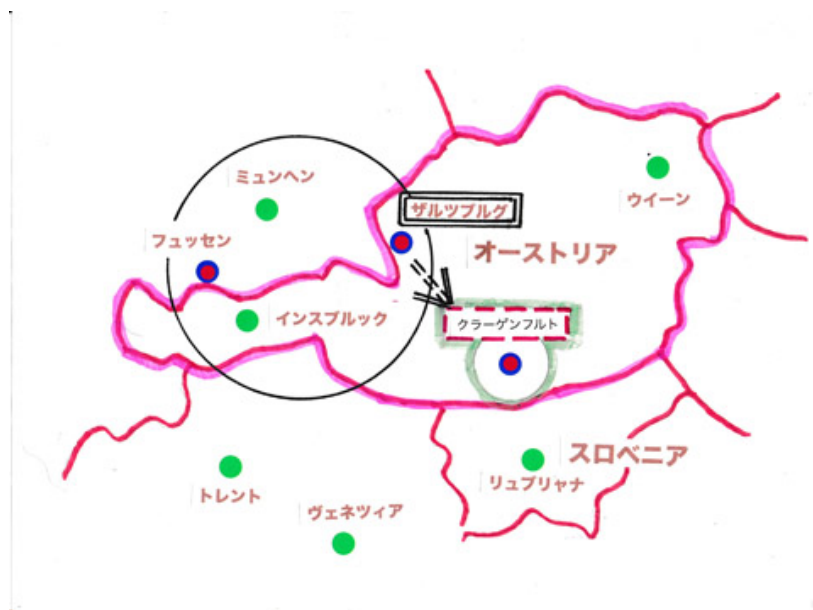 ミュンヘン
ザルツブルグ
ウイーン
フュッセン
オーストリア
インスブルック
クラーゲンフルト
スロベニア
リュブリャナ
トレント
ヴェネツィア